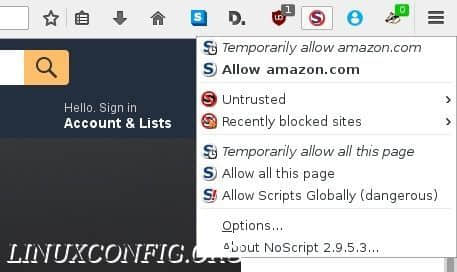 D.
1
0
Temporarily allow amazon.com
Allow amazon.com
Hello. Sign in
Account & Lists
Untrusted
Recently blocked sites
Temporarily allow all this page
Allow all this page
Allow Scripts Globally (dangerous)
Options...
About NoScript 2.9.5.3...
LINUXCONFIG.ORG